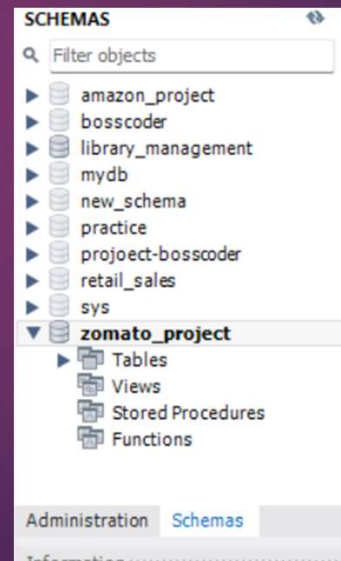 SCHEMAS
Filter objects
amazon_project
bosscoder
library_management
mydb
new_schema
practice
projoect-bosscoder
retail_sales
sys
zomato_project
Tables
Views
Stored Procedures
Functions
Administration Schemas
Information